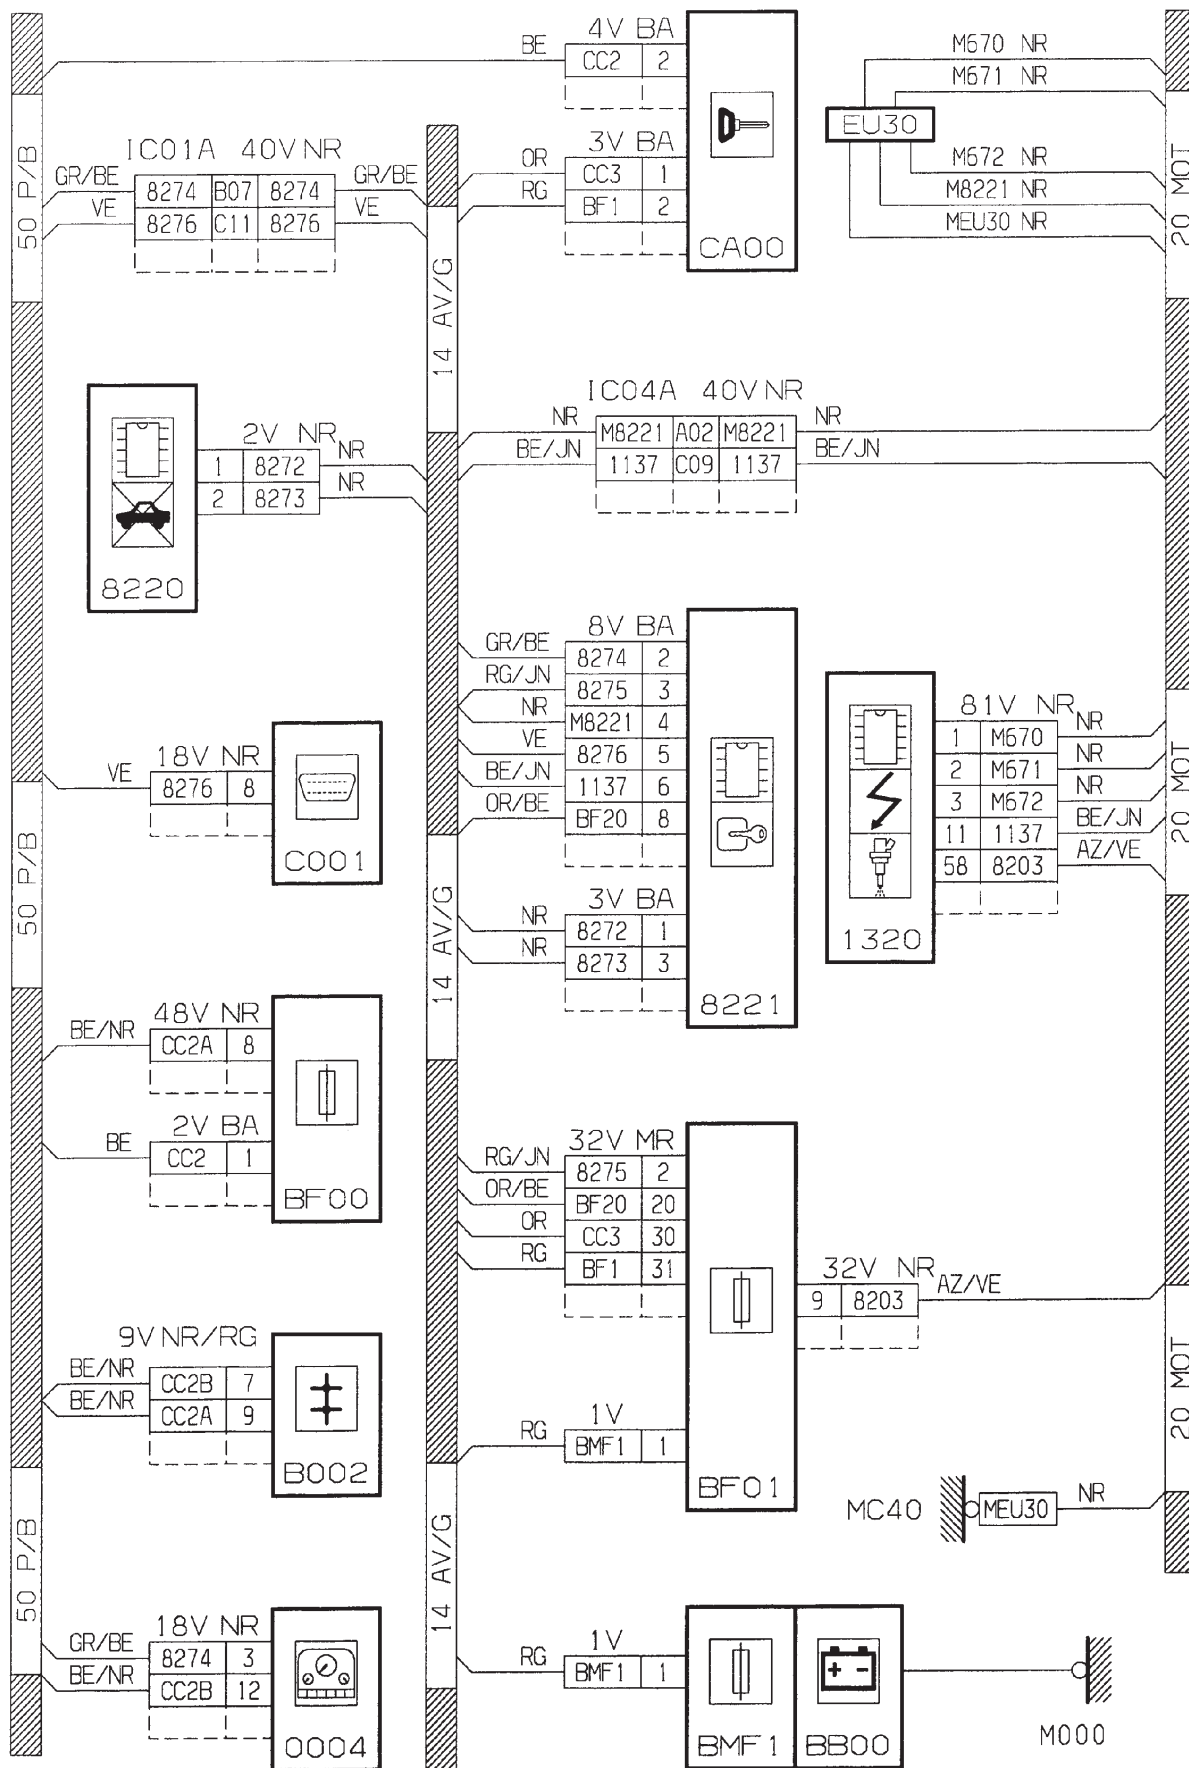 4V BA
BE CC2 2
3V BA
OR CC3 1
RG BF1 2
CA00
M670 NR
M671 NR
EU30
M672 NR
M8221 NR
MEU30 NR
50 P/B
20 MOT
IC01A 40V NR
GR/BE 8274 B07 8274 GR/BE
VE 8276 C11 8276 VE
14 AV/G
IC04A 40V NR
NR M8221 A02 M8221 NR
BE/JN 1137 C09 1137 BE/JN
2V NR
1 8272 NR
2 8273 NR
8220
8V BA
GR/BE 8274 2
RG/JN 8275 3
NR M8221 4
VE 8276 5
BE/JN 1137 6
OR/BE BF20 8
3V BA
NR 8272 1
NR 8273 3
8221
81V NR
1 M670 NR
2 M671 NR
3 M672 NR
11 1137 BE/JN
58 8203 AZ/VE
1320
20 MOT
18V NR
VE 8276 8
C001
50 P/B
14 AV/G
48V NR
BE/NR CC2A 8
2V BA
BE CC2 1
BF00
32V MR
RG/JN 8275 2
OR/BE BF20 20
OR CC3 30
RG BF1 31
32V NR
9 8203 AZ/VE
1V
RG BMF1 1
BF01
20 MOT
9V NR/RG
BE/NR CC2B 7
BE/NR CC2A 9
B002
MC40 MEU30 NR
50 P/B
14 AV/G
18V NR
GR/BE 8274 3
BE/NR CC2B 12
0004
1V
RG BMF1 1
BMF1
+ -
BB00
M000